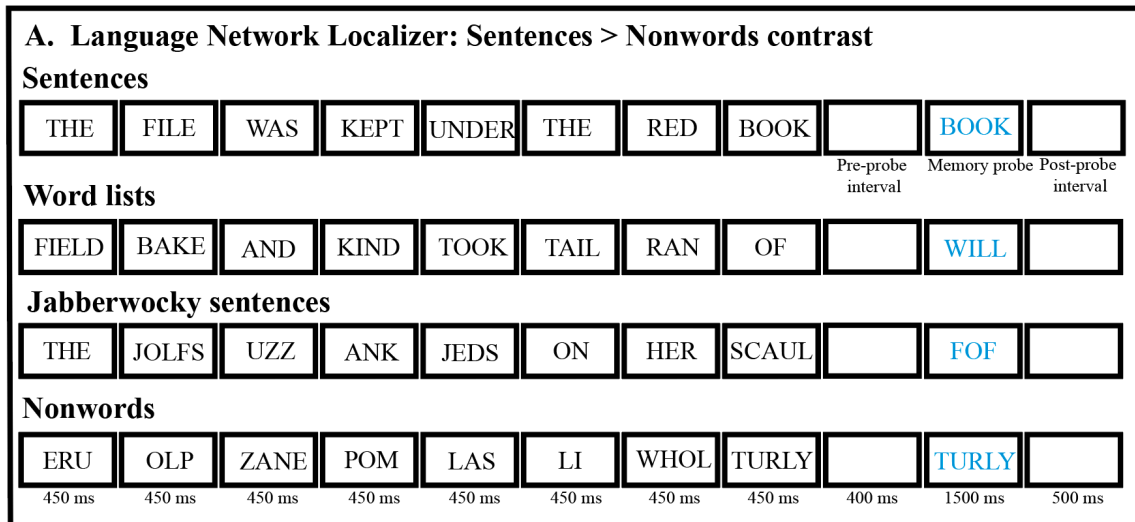 A. Language Network Localizer: Sentences > Nonwords contrast
Sentences
THE FILE WAS KEPT UNDER THE RED BOOK BOOK
Pre-probe interval Memory probe Post-probe interval
Word lists
FIELD BAKE AND KIND TOOK TAIL RAN OF WILL
Jabberwocky sentences
THE JOLFS UZZ ANK JEDS ON HER SCAUL FOF
Nonwords
ERU OLP ZANE POM LAS LI WHOL TURLY TURLY
450 ms 450 ms 450 ms 450 ms 450 ms 450 ms 450 ms 450 ms 400 ms 1500 ms 500 ms